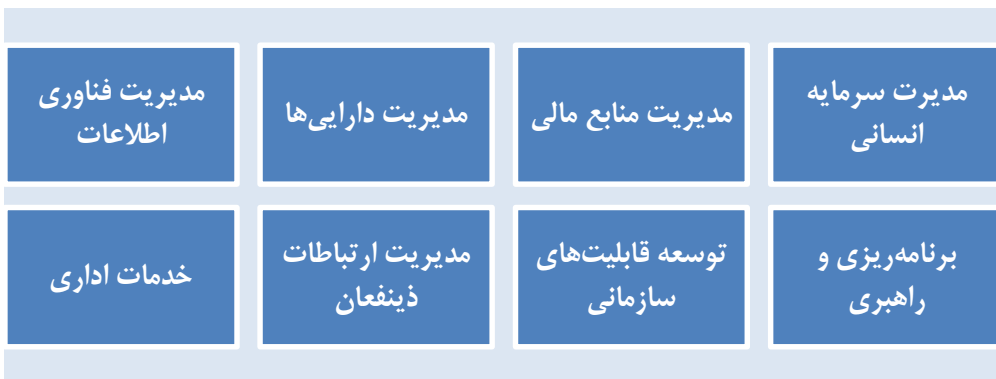 مدیرت سرمایه
انسانی
مدیریت منابع مالی
مدیریت دارایی‌ها
مدیریت فناوری
اطلاعات
برنامه‌ریزی و
راهبری
توسعه قابلیت‌های
سازمانی
مدیریت ارتباطات
ذینفعان
خدمات اداری